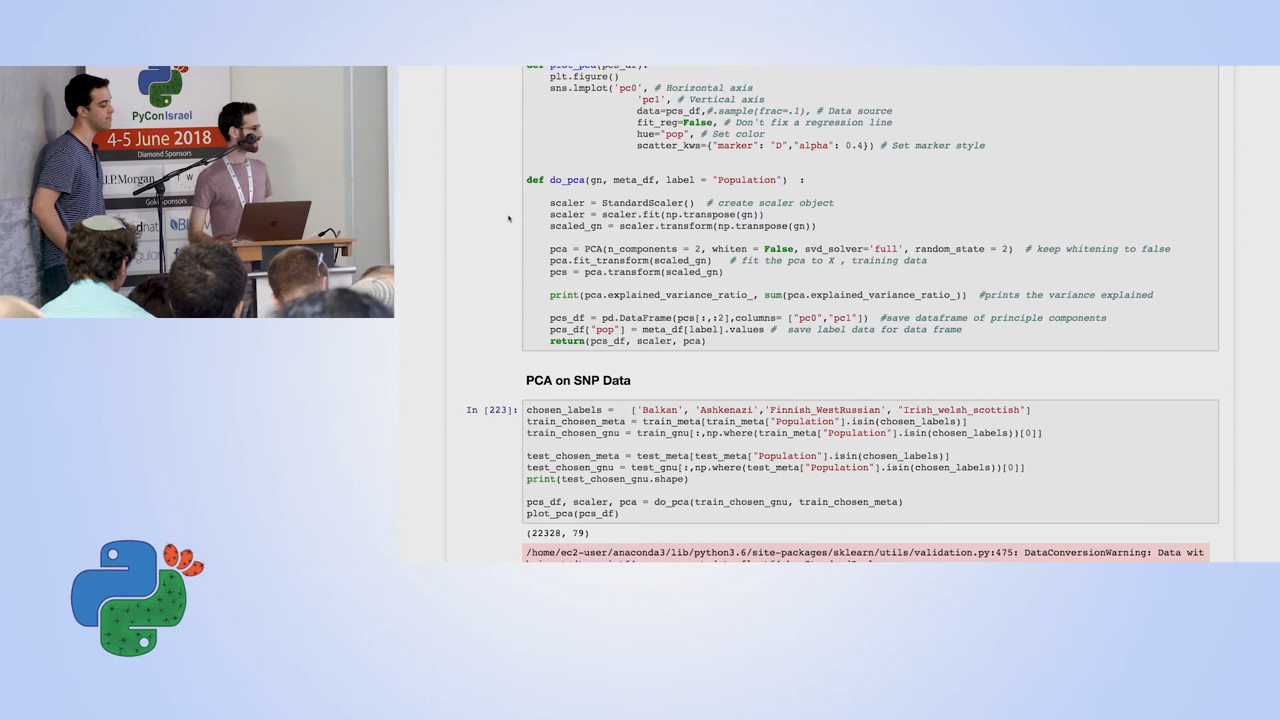 PyConIsrael
4-5 June 2018
Diamond Sponsors
J.P.Morgan
def plot_pca(pcs_df):
plt.figure()
sns.lmplot('pc0', # Horizontal axis
'pc1', # Vertical axis
data=pcs_df,#.sample(frac=.1), # Data source
fit_reg=False, # Don't fix a regression line
hue="pop", # Set color
scatter_kws={"marker": "D","alpha": 0.4}) # Set marker style
def do_pca(gn, meta_df, label = "Population")  :
scaler = StandardScaler()  # create scaler object
scaler = scaler.fit(np.transpose(gn))
scaled_gn = scaler.transform(np.transpose(gn))
pca = PCA(n_components = 2, whiten = False, svd_solver='full', random_state = 2)  # keep whitening to false
pca.fit_transform(scaled_gn)   # fit the pca to X , training data
pcs = pca.transform(scaled_gn)
print(pca.explained_variance_ratio_, sum(pca.explained_variance_ratio_))  #prints the variance explained
pcs_df = pd.DataFrame(pcs[:,:2],columns= ["pc0","pc1"])  #save dataframe of principle components
pcs_df["pop"] = meta_df[label].values #  save label data for data frame
return(pcs_df, scaler, pca)
PCA on SNP Data
In [223]: chosen_labels =   ['Balkan', 'Ashkenazi','Finnish_WestRussian', "Irish_welsh_scottish"]
train_chosen_meta = train_meta[train_meta["Population"].isin(chosen_labels)]
train_chosen_gnu = train_gnu[:,np.where(train_meta["Population"].isin(chosen_labels))[0]]
test_chosen_meta = test_meta[test_meta["Population"].isin(chosen_labels)]
test_chosen_gnu = test_gnu[:,np.where(test_meta["Population"].isin(chosen_labels))[0]]
print(test_chosen_gnu.shape)
pcs_df, scaler, pca = do_pca(train_chosen_gnu, train_chosen_meta)
plot_pca(pcs_df)
(22328, 79)
/home/ec2-user/anaconda3/lib/python3.6/site-packages/sklearn/utils/validation.py:475: DataConversionWarning: Data wit